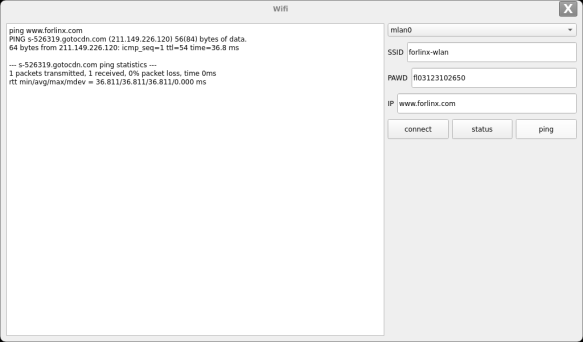 Wifi
X
ping www.forlinx.com
PING s-526319.gotocdn.com (211.149.226.120) 56(84) bytes of data.
64 bytes from 211.149.226.120: icmp_seq=1 ttl=54 time=36.8 ms
--- s-526319.gotocdn.com ping statistics ---
1 packets transmitted, 1 received, 0% packet loss, time 0ms
rtt min/avg/max/mdev = 36.811/36.811/36.811/0.000 ms
mlan0
SSID forlinx-wlan
PAWD fl03123102650
IP www.forlinx.com
connect status ping